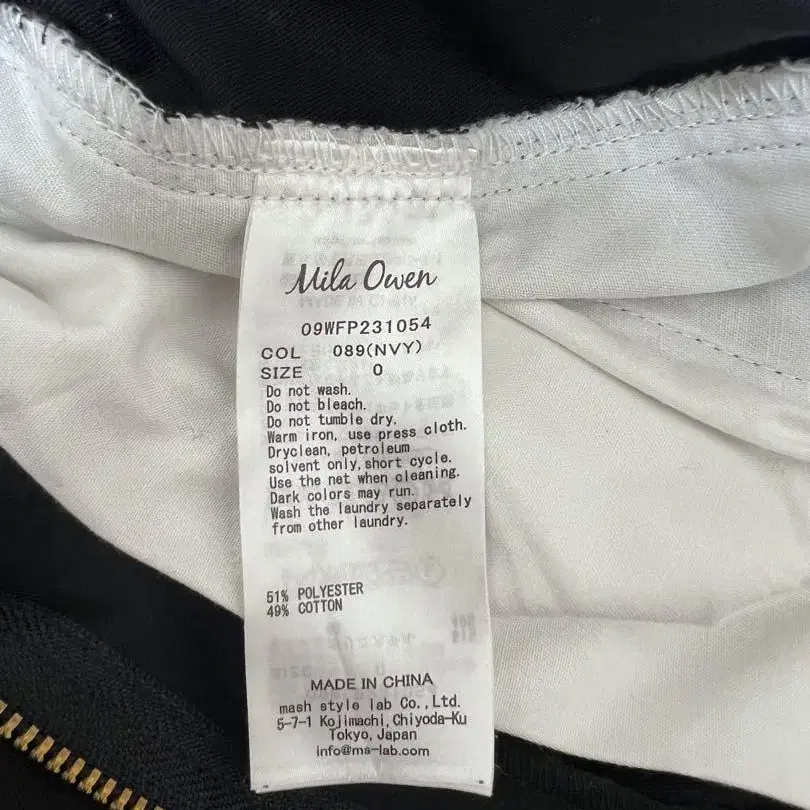 Mila Owen
09WFP231054
COL 089(NVY)
SIZE 0
Do not wash.
Do not bleach.
Do not tumble dry.
Warm iron, use press cloth.
Dryclean, petroleum
solvent only,short cycle.
Use the net when cleaning.
Dark colors may run.
Wash the laundry separately
from other laundry.
51% POLYESTER
49% COTTON
MADE IN CHINA
mash style lab Co.,Ltd.
5-7-1 Kojimachi,Chiyoda-Ku
Tokyo,Japan
info@ms-lab.com